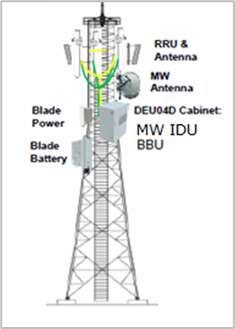 RRU &
Antenna
MW
Antenna
Blade
Power
DEU04D Cabinet:
MW IDU
BBU
Blade
Battery